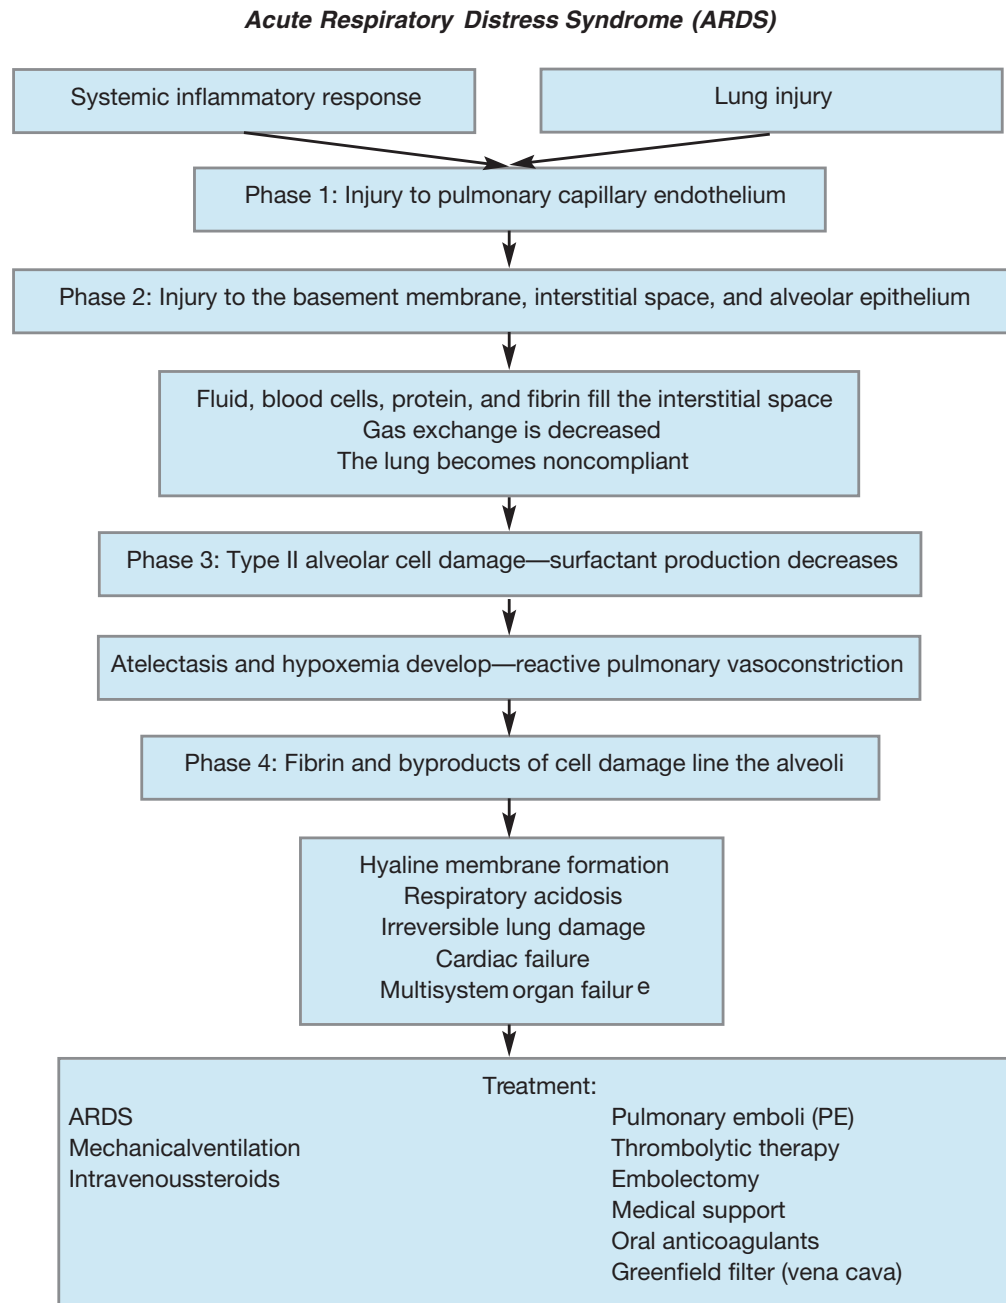 Acute Respiratory Distress Syndrome (ARDS)
Systemic inflammatory response
Lung injury
Phase 1: Injury to pulmonary capillary endothelium
Phase 2: Injury to the basement membrane, interstitial space, and alveolar epithelium
Fluid, blood cells, protein, and fibrin fill the interstitial space
Gas exchange is decreased
The lung becomes noncompliant
Phase 3: Type II alveolar cell damage—surfactant production decreases
Atelectasis and hypoxemia develop—reactive pulmonary vasoconstriction
Phase 4: Fibrin and byproducts of cell damage line the alveoli
Hyaline membrane formation
Respiratory acidosis
Irreversible lung damage
Cardiac failure
Multisystem organ failure
Treatment:
ARDS
Mechanicalventilation
Intravenoussteroids
Pulmonary emboli (PE)
Thrombolytic therapy
Embolectomy
Medical support
Oral anticoagulants
Greenfield filter (vena cava)